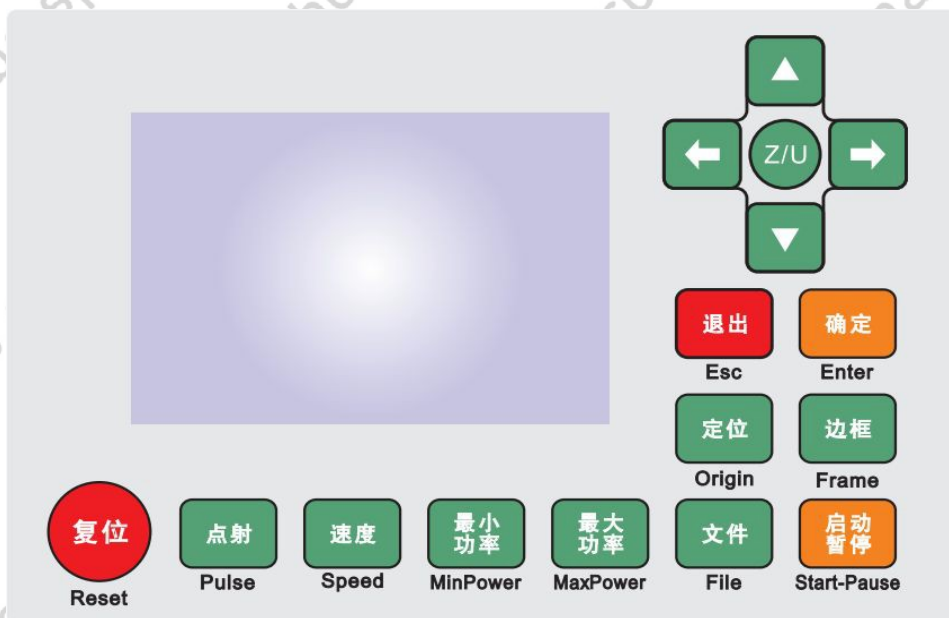 Z/U
退出
Esc
确定
Enter
定位
Origin
边框
Frame
复位
Reset
点射
Pulse
速度
Speed
最小
功率
MinPower
最大
功率
MaxPower
文件
File
启动
暂停
Start-Pause